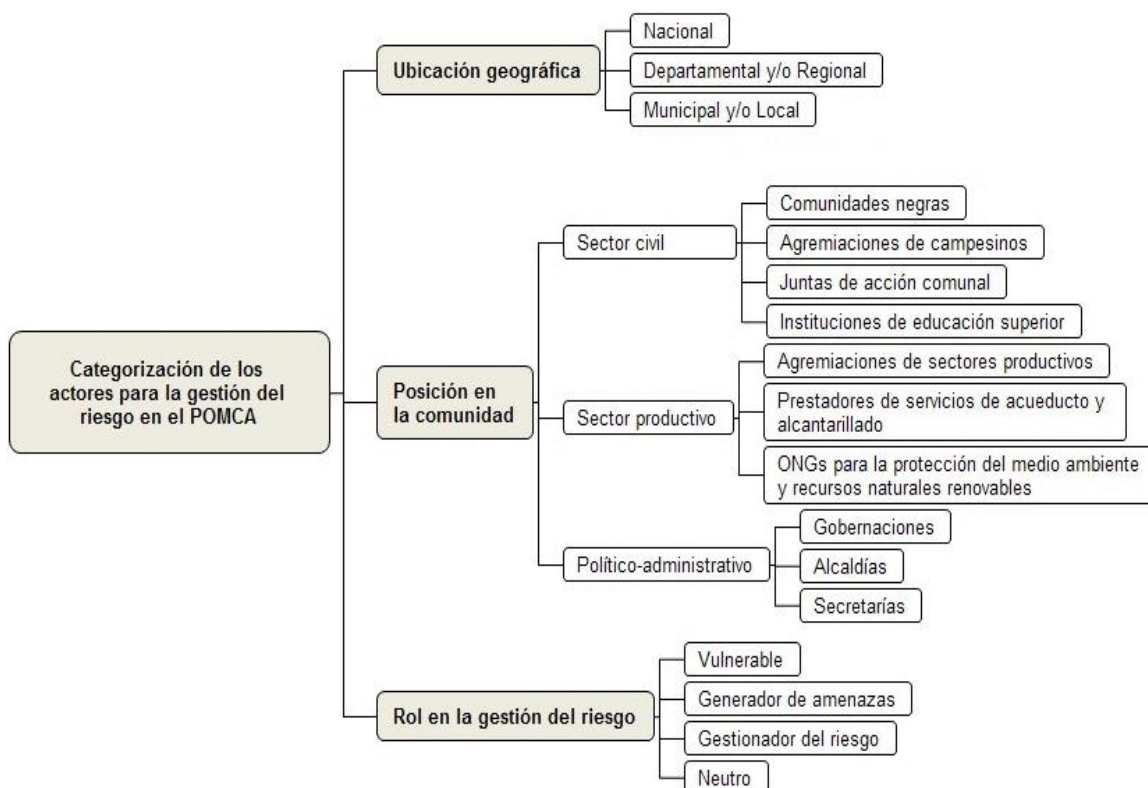 Categorización de los
actores para la gestión del
riesgo en el POMCA
Ubicación geográfica
Nacional
Departamental y/o Regional
Municipal y/o Local
Posición en
la comunidad
Sector civil
Comunidades negras
Agremiaciones de campesinos
Juntas de acción comunal
Instituciones de educación superior
Sector productivo
Agremiaciones de sectores productivos
Prestadores de servicios de acueducto y
alcantarillado
ONGs para la protección del medio ambiente
y recursos naturales renovables
Político-administrativo
Gobernaciones
Alcaldías
Secretarías
Rol en la gestión del riesgo
Vulnerable
Generador de amenazas
Gestionador del riesgo
Neutro